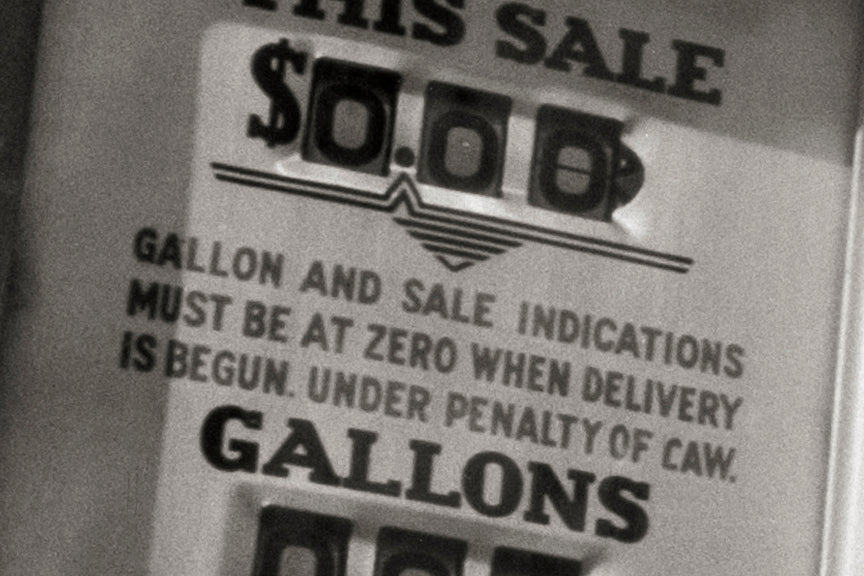 THIS SALE
$0.00
GALLON AND SALE INDICATIONS
MUST BE AT ZERO WHEN DELIVERY
IS BEGUN. UNDER PENALTY OF CAW.
GALLONS